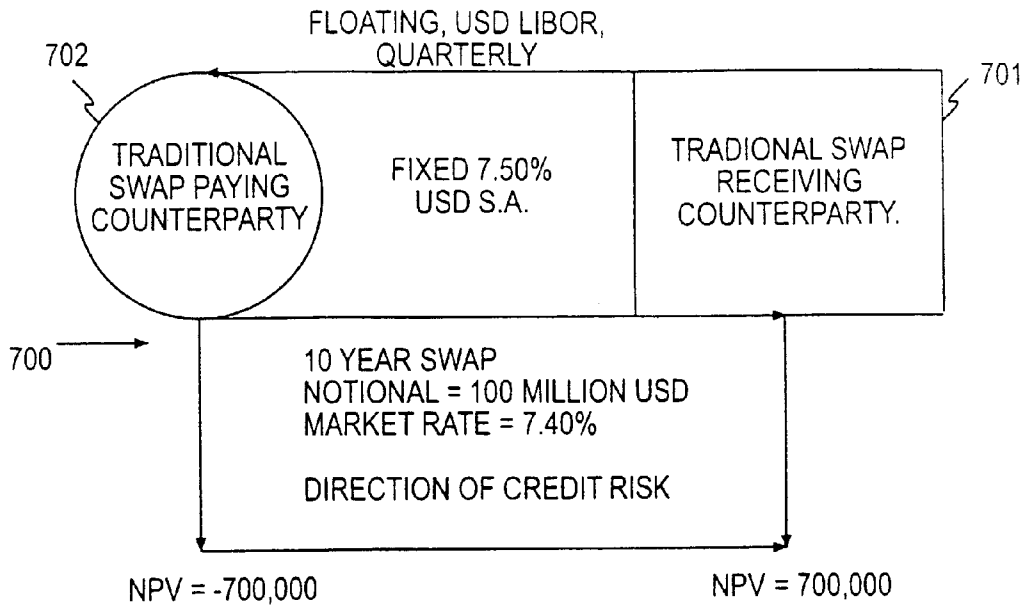 FLOATING, USD LIBOR,
QUARTERLY
702
701
TRADITIONAL
SWAP PAYING
COUNTERPARTY
FIXED 7.50%
USD S.A.
TRADIONAL SWAP
RECEIVING
COUNTERPARTY.
700
10 YEAR SWAP
NOTIONAL = 100 MILLION USD
MARKET RATE = 7.40%
DIRECTION OF CREDIT RISK
NPV = -700,000
NPV = 700,000